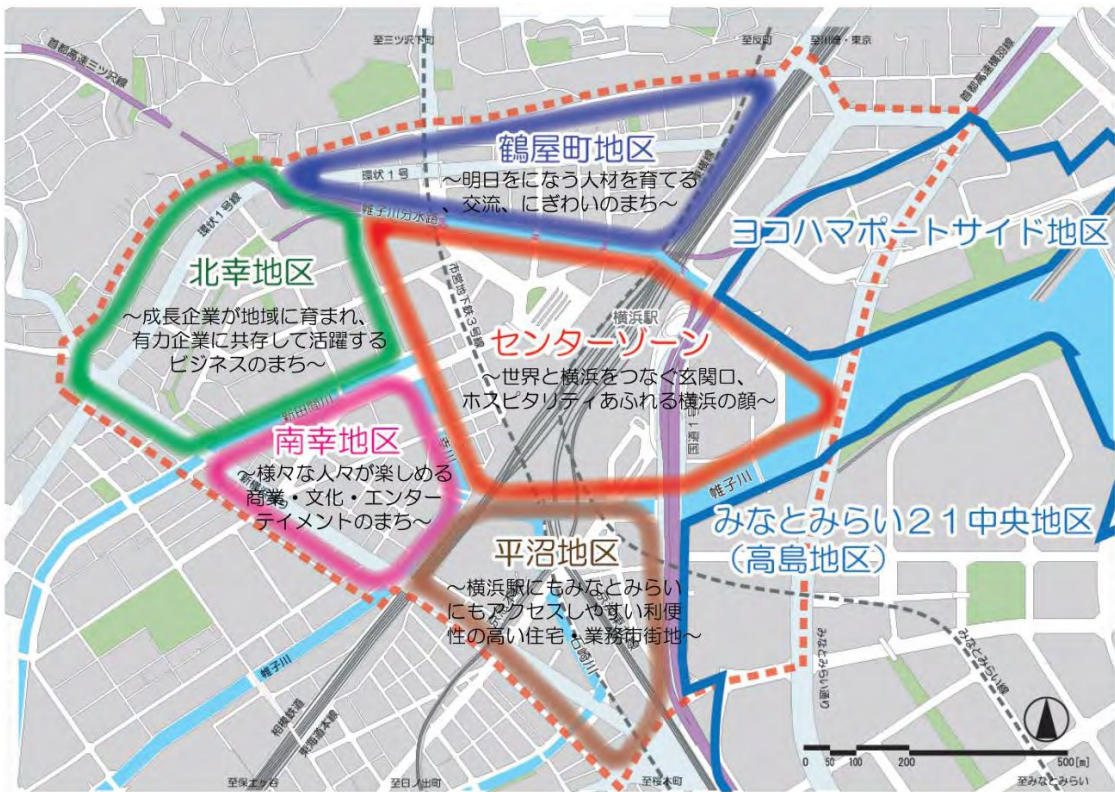 至三ツ沢下町
至反町
至川崎・東京
首都高速三ツ沢線
首都高速横羽線
鶴屋町地区
環状1号
~明日をになう人材を育てる
、交流、にぎわいのまち~
東横線
帷子川分水路
環状1号線
ヨコハマポートサイド地区
北幸地区
~成長企業が地域に育まれ、
有力企業に共存して活躍する
ビジネスのまち~
市営地下鉄3号線
横浜駅
センターゾーン
~世界と横浜をつなぐ玄関口、
ホスピタリティあふれる横浜の顔~
国道1号
新田間川
南幸地区
~様々な人々が楽しめる
商業・文化・エンター
テイメントのまち~
幸川
帷子川
みなとみらい21中央地区
(高島地区)
平沼地区
~横浜駅にもみなとみらい
にもアクセスしやすい利便
性の高い住宅・業務市街地~
石崎川
帷子川
みなとみらい通り
みなとみらい線
相模鉄道
東海道本線
至保土ヶ谷
至日ノ出町
至桜木町
至みなとみらい
0 50 100 200 500[m]